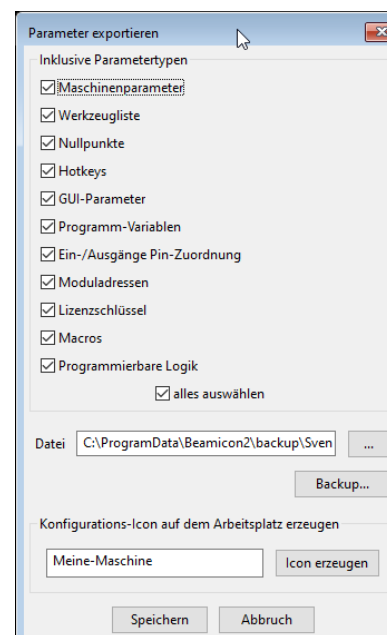 Parameter exportieren
Inklusive Parametertypen
Maschinenparameter
Werkzeugliste
Nullpunkte
Hotkeys
GUI-Parameter
Programm-Variablen
Ein-/Ausgänge Pin-Zuordnung
Moduladressen
Lizenzschlüssel
Macros
Programmierbare Logik
alles auswählen
Datei C:\ProgramData\Beamicon2\backup\Sven ...
Backup...
Konfigurations-Icon auf dem Arbeitsplatz erzeugen
Meine-Maschine Icon erzeugen
Speichern Abbruch